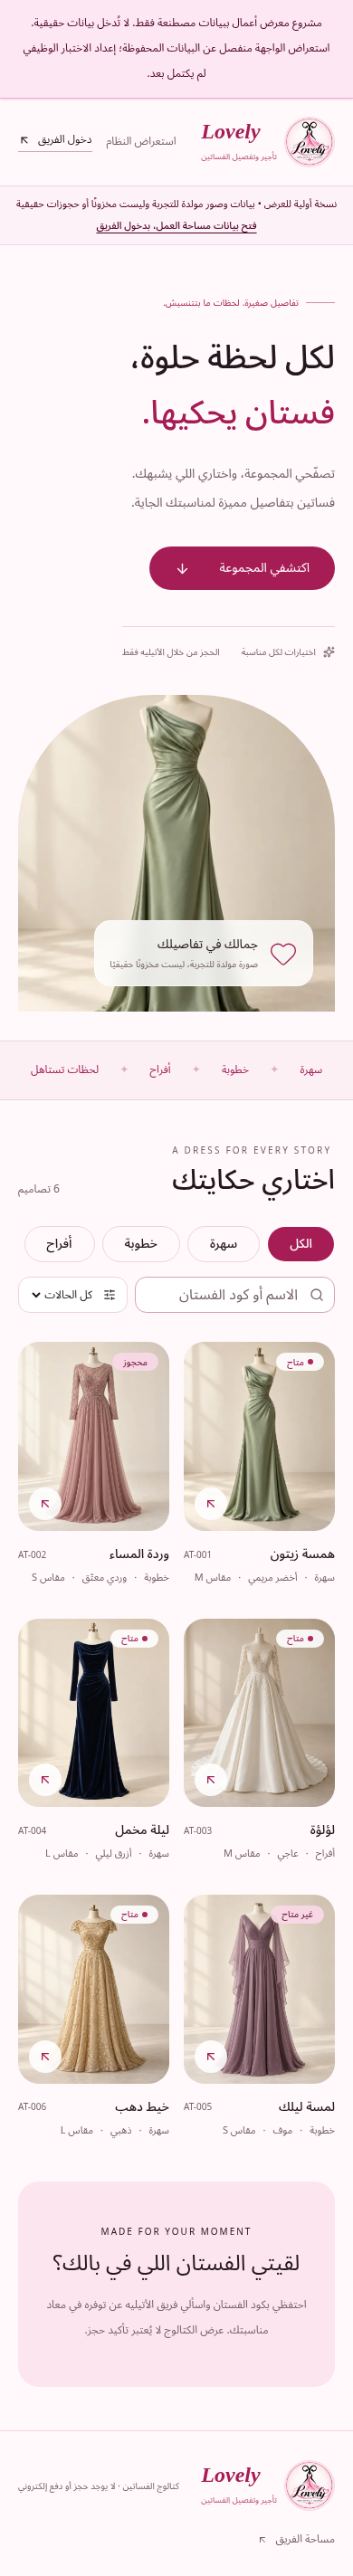 مشروع معرض أعمال ببيانات مصطنعة فقط. لا تُدخل بيانات حقيقية.
استعراض الواجهة منفصل عن البيانات المحفوظة؛ إعداد الاختبار الوظيفي
لم يكتمل بعد.
Lovely
تأجير وتفصيل الفساتين
استعراض النظام
دخول الفريق
نسخة أولية للعرض • بيانات وصور مولدة للتجربة وليست مخزونًا أو حجوزات حقيقية
فتح بيانات مساحة العمل، بدخول الفريق
تفاصيل صغيرة. لحظات ما بتتنسيش.
لكل لحظة حلوة،
فستان يحكيها.
تصفّحي المجموعة، واختاري اللي يشبهك.
فساتين بتفاصيل مميزة لمناسبتك الجاية.
اكتشفي المجموعة
اختيارات لكل مناسبة
الحجز من خلال الأتيليه فقط
جمالك في تفاصيلك
صورة مولدة للتجربة، ليست مخزونًا حقيقيًا
سهرة
خطوبة
أفراح
لحظات تستاهل
A DRESS FOR EVERY STORY
اختاري حكايتك
6 تصاميم
الكل
سهرة
خطوبة
أفراح
الاسم أو كود الفستان
كل الحالات
متاح
محجوز
همسة زيتون
AT-001
سهرة · أخضر مريمي · مقاس M
وردة المساء
AT-002
خطوبة · وردي معتّق · مقاس S
متاح
متاح
لؤلؤة
AT-003
أفراح · عاجي · مقاس M
ليلة مخمل
AT-004
سهرة · أزرق ليلي · مقاس L
غير متاح
متاح
لمسة ليلك
AT-005
خطوبة · موف · مقاس S
خيط دهب
AT-006
سهرة · ذهبي · مقاس L
MADE FOR YOUR MOMENT
لقيتي الفستان اللي في بالك؟
احتفظي بكود الفستان واسألي فريق الأتيليه عن توفره في معاد
مناسبتك. عرض الكتالوج لا يُعتبر تأكيد حجز.
Lovely
تأجير وتفصيل الفساتين
كتالوج الفساتين · لا يوجد حجز أو دفع إلكتروني
مساحة الفريق